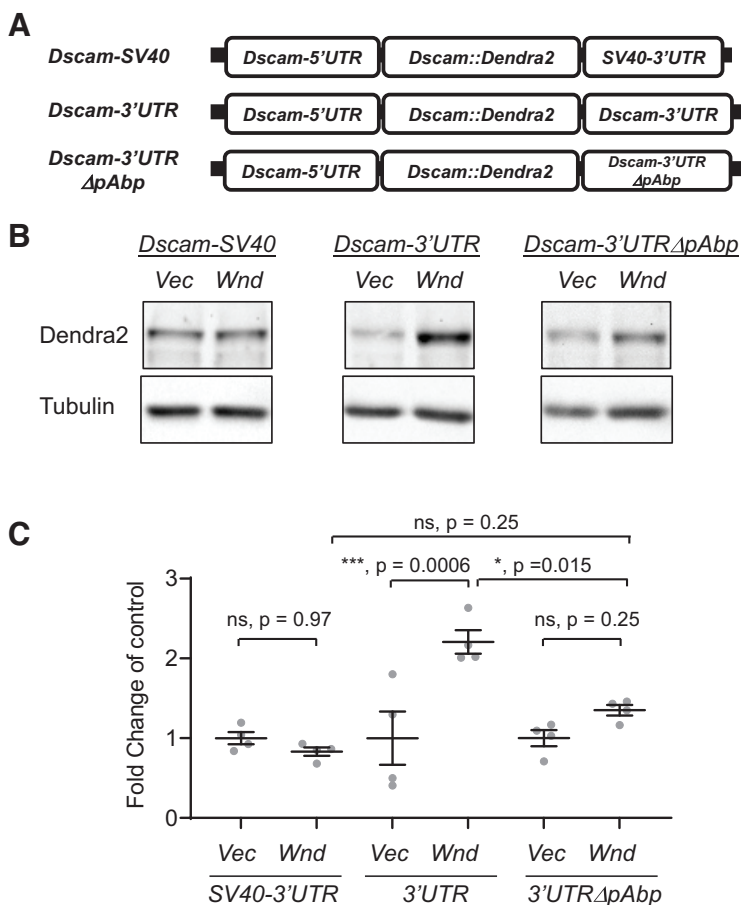 A
Dscam-SV40 Dscam-5'UTR Dscam::Dendra2 SV40-3'UTR
Dscam-3'UTR Dscam-5'UTR Dscam::Dendra2 Dscam-3'UTR
Dscam-3'UTR
ΔpAbp Dscam-5'UTR Dscam::Dendra2 Dscam-3'UTR
ΔpAbp
B
Dscam-SV40 Dscam-3'UTR Dscam-3'UTRΔpAbp
Vec Wnd Vec Wnd Vec Wnd
Dendra2
Tubulin
C
ns, p = 0.25
***, p = 0.0006 *, p =0.015
ns, p = 0.97 ns, p = 0.25
Fold Change of control
3
2
1
0
Vec Wnd Vec Wnd Vec Wnd
SV40-3'UTR 3'UTR 3'UTRΔpAbp